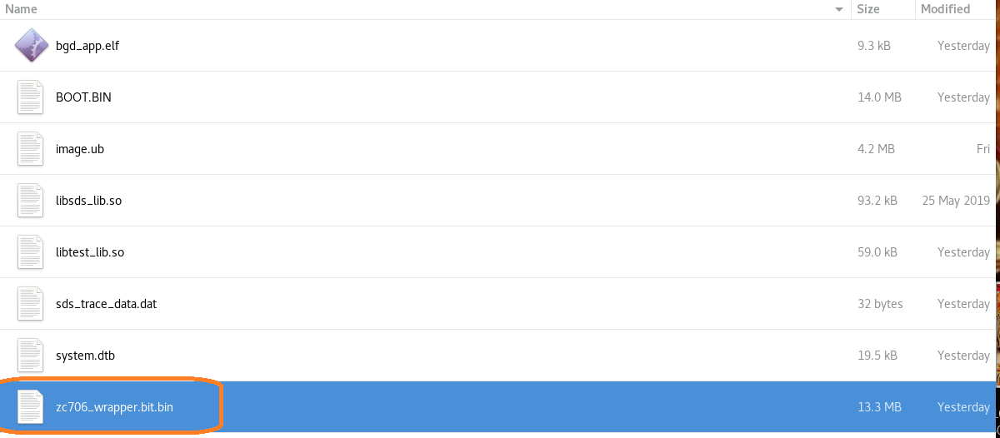 Name Size Modified
bgd_app.elf 9.3 kB Yesterday
BOOT.BIN 14.0 MB Yesterday
image.ub 4.2 MB Fri
libsds_lib.so 93.2 kB 25 May 2019
libtest_lib.so 59.0 kB Yesterday
sds_trace_data.dat 32 bytes Yesterday
system.dtb 19.5 kB Yesterday
zc706_wrapper.bit.bin 13.3 MB Yesterday